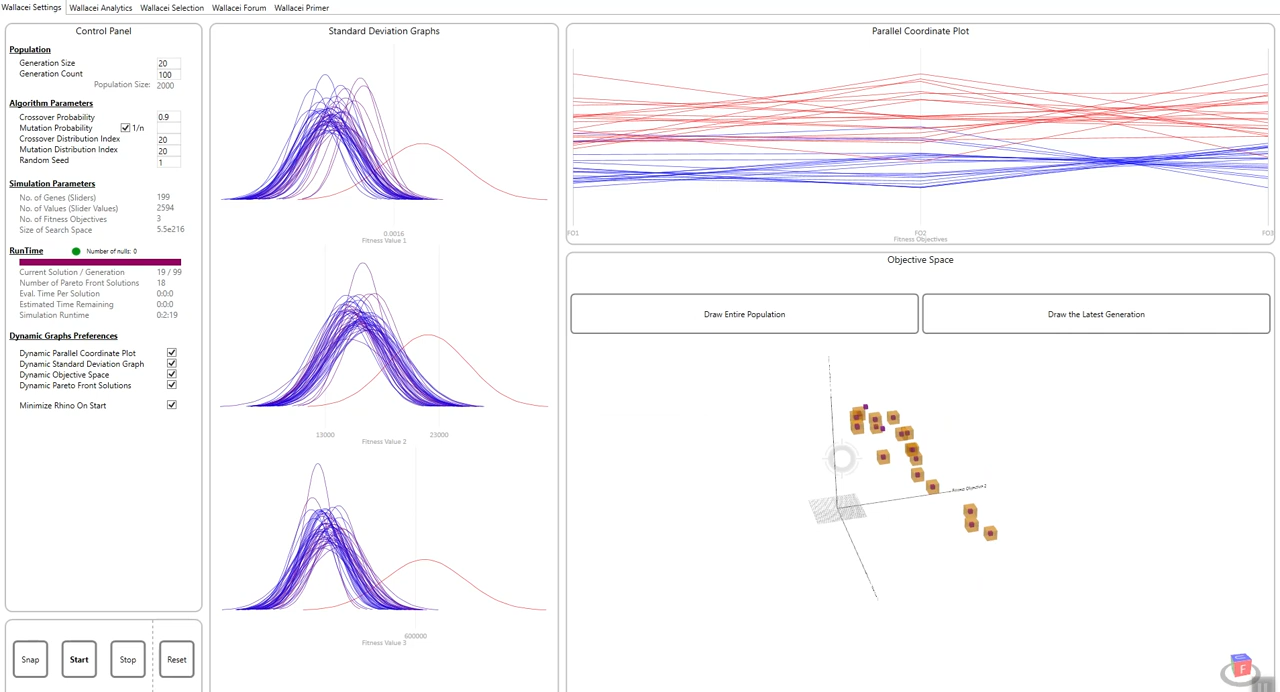 Wallacei Settings Wallacei Analytics Wallacei Selection Wallacei Forum Wallacei Primer
Control Panel
Population
Generation Size 20
Generation Count 100
Population Size: 2000
Algorithm Parameters
Crossover Probability 0.9
Mutation Probability 1/n
Crossover Distribution Index 20
Mutation Distribution Index 20
Random Seed 1
Simulation Parameters
No. of Genes (Sliders) 199
No. of Values (Slider Values) 2594
No. of Fitness Objectives 3
Size of Search Space 5.5e216
RunTime Number of nulls: 0
Current Solution / Generation 19 / 99
Number of Pareto Front Solutions 18
Eval. Time Per Solution 0:0:0
Estimated Time Remaining 0:0:0
Simulation Runtime 0:2:19
Dynamic Graphs Preferences
Dynamic Parallel Coordinate Plot
Dynamic Standard Deviation Graph
Dynamic Objective Space
Dynamic Pareto Front Solutions
Minimize Rhino On Start
Snap Start Stop Reset
Standard Deviation Graphs
0.0016
Fitness Value 1
13000 23000
Fitness Value 2
600000
Fitness Value 3
Parallel Coordinate Plot
FO1 FO2 FO3
Fitness Objectives
Objective Space
Draw Entire Population Draw the Latest Generation
F